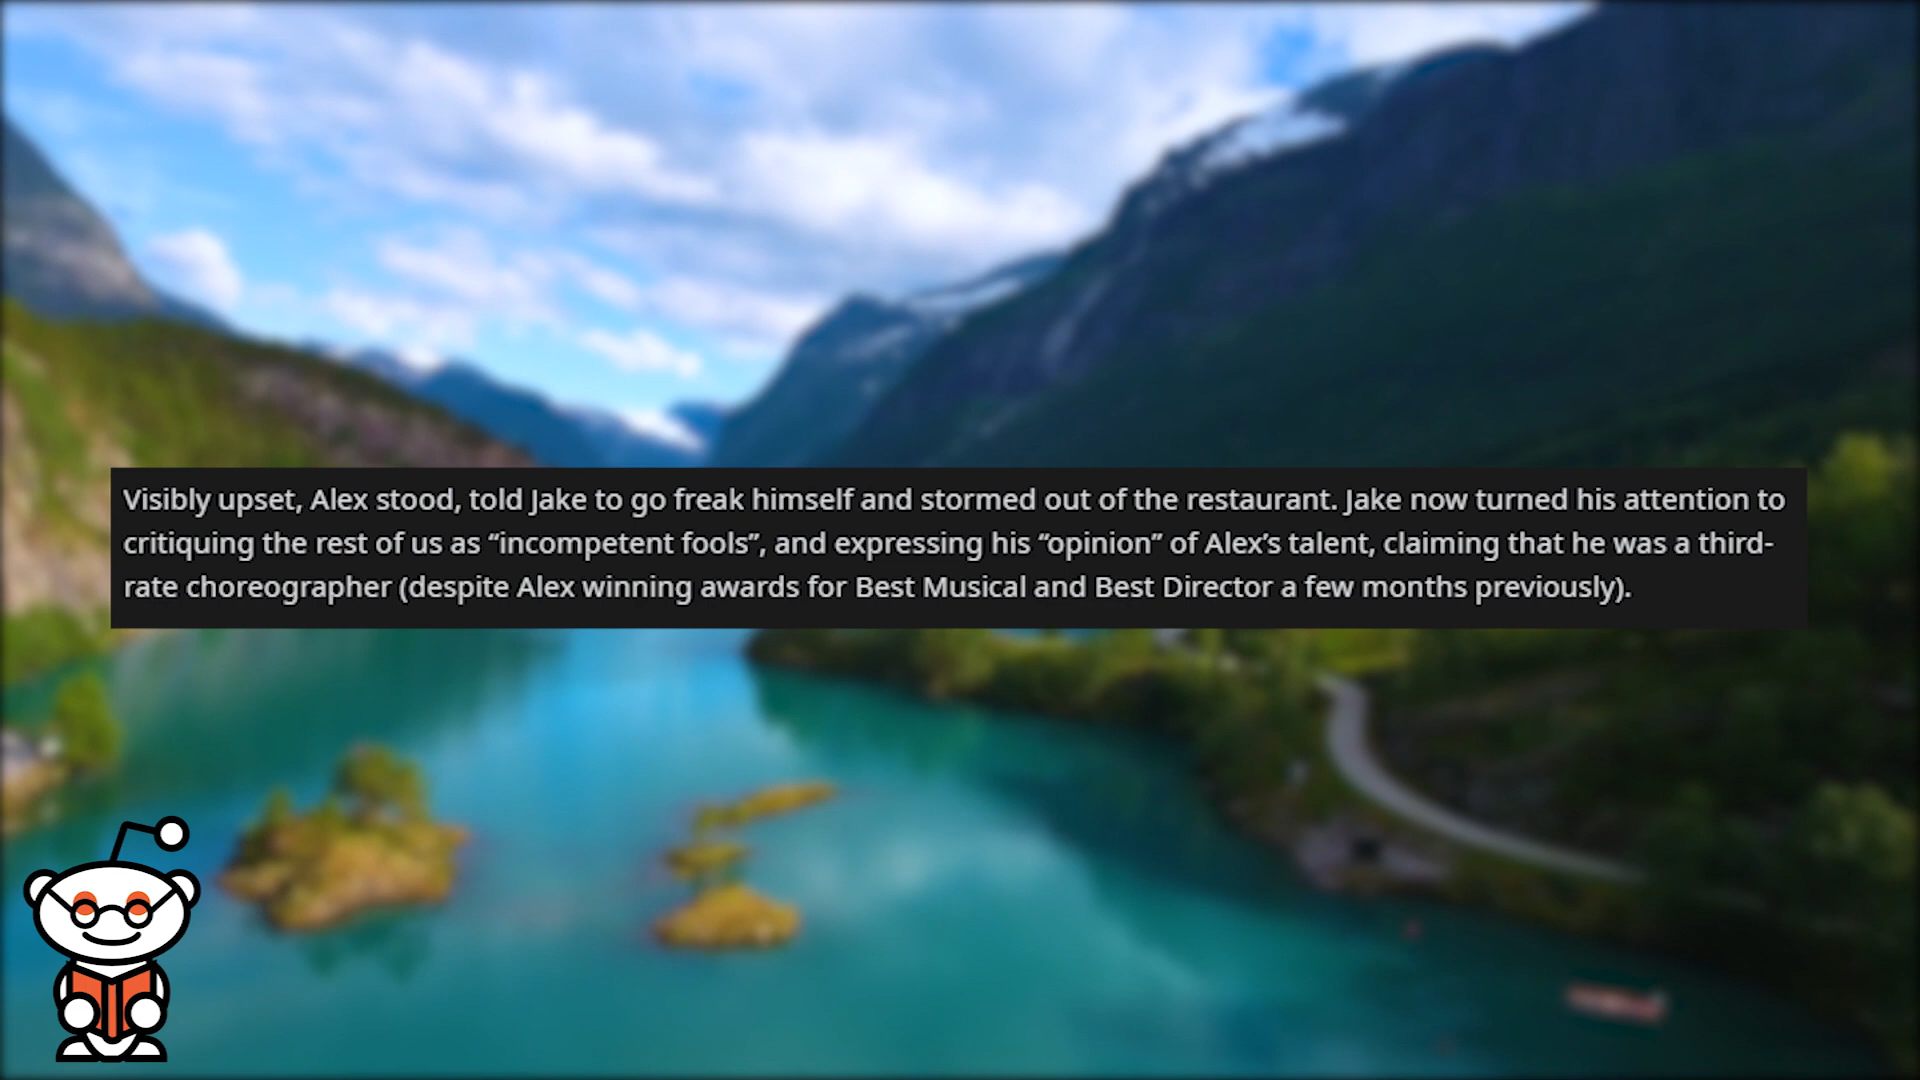 Visibly upset, Alex stood, told Jake to go freak himself and stormed out of the restaurant. Jake now turned his attention to
critiquing the rest of us as “incompetent fools”, and expressing his “opinion” of Alex’s talent, claiming that he was a third-
rate choreographer (despite Alex winning awards for Best Musical and Best Director a few months previously).